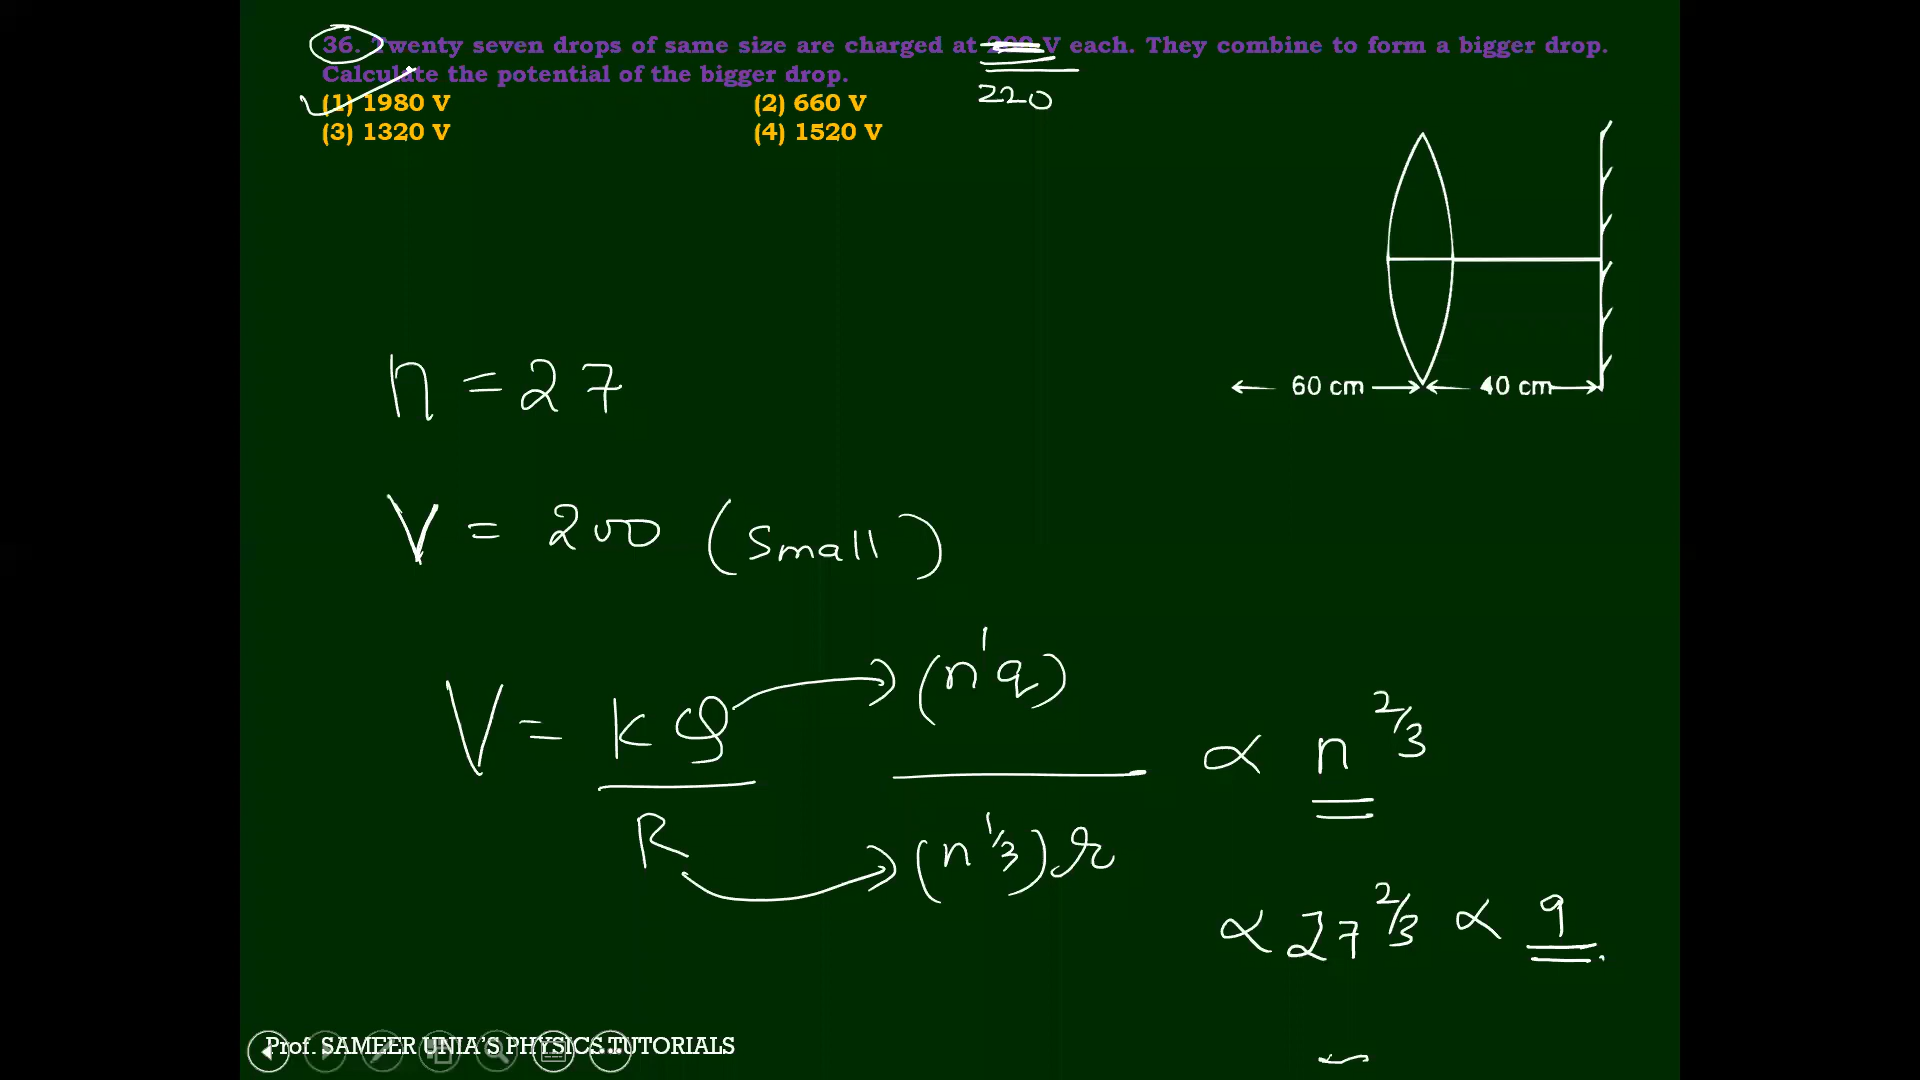 36. Twenty seven drops of same size are charged at V each. They combine to form a bigger drop.
Calculate the potential of the bigger drop.
220
(1) 1980 V (2) 660 V
(3) 1320 V (4) 1520 V
60 cm 40 cm
n = 27
V = 200 (small)
V = kQ / R → (n¹q) / (n^1/3) r ∝ n^2/3
∝ 27^2/3 ∝ 9
Prof. SAMEER UNIA'S PHYSICS TUTORIALS